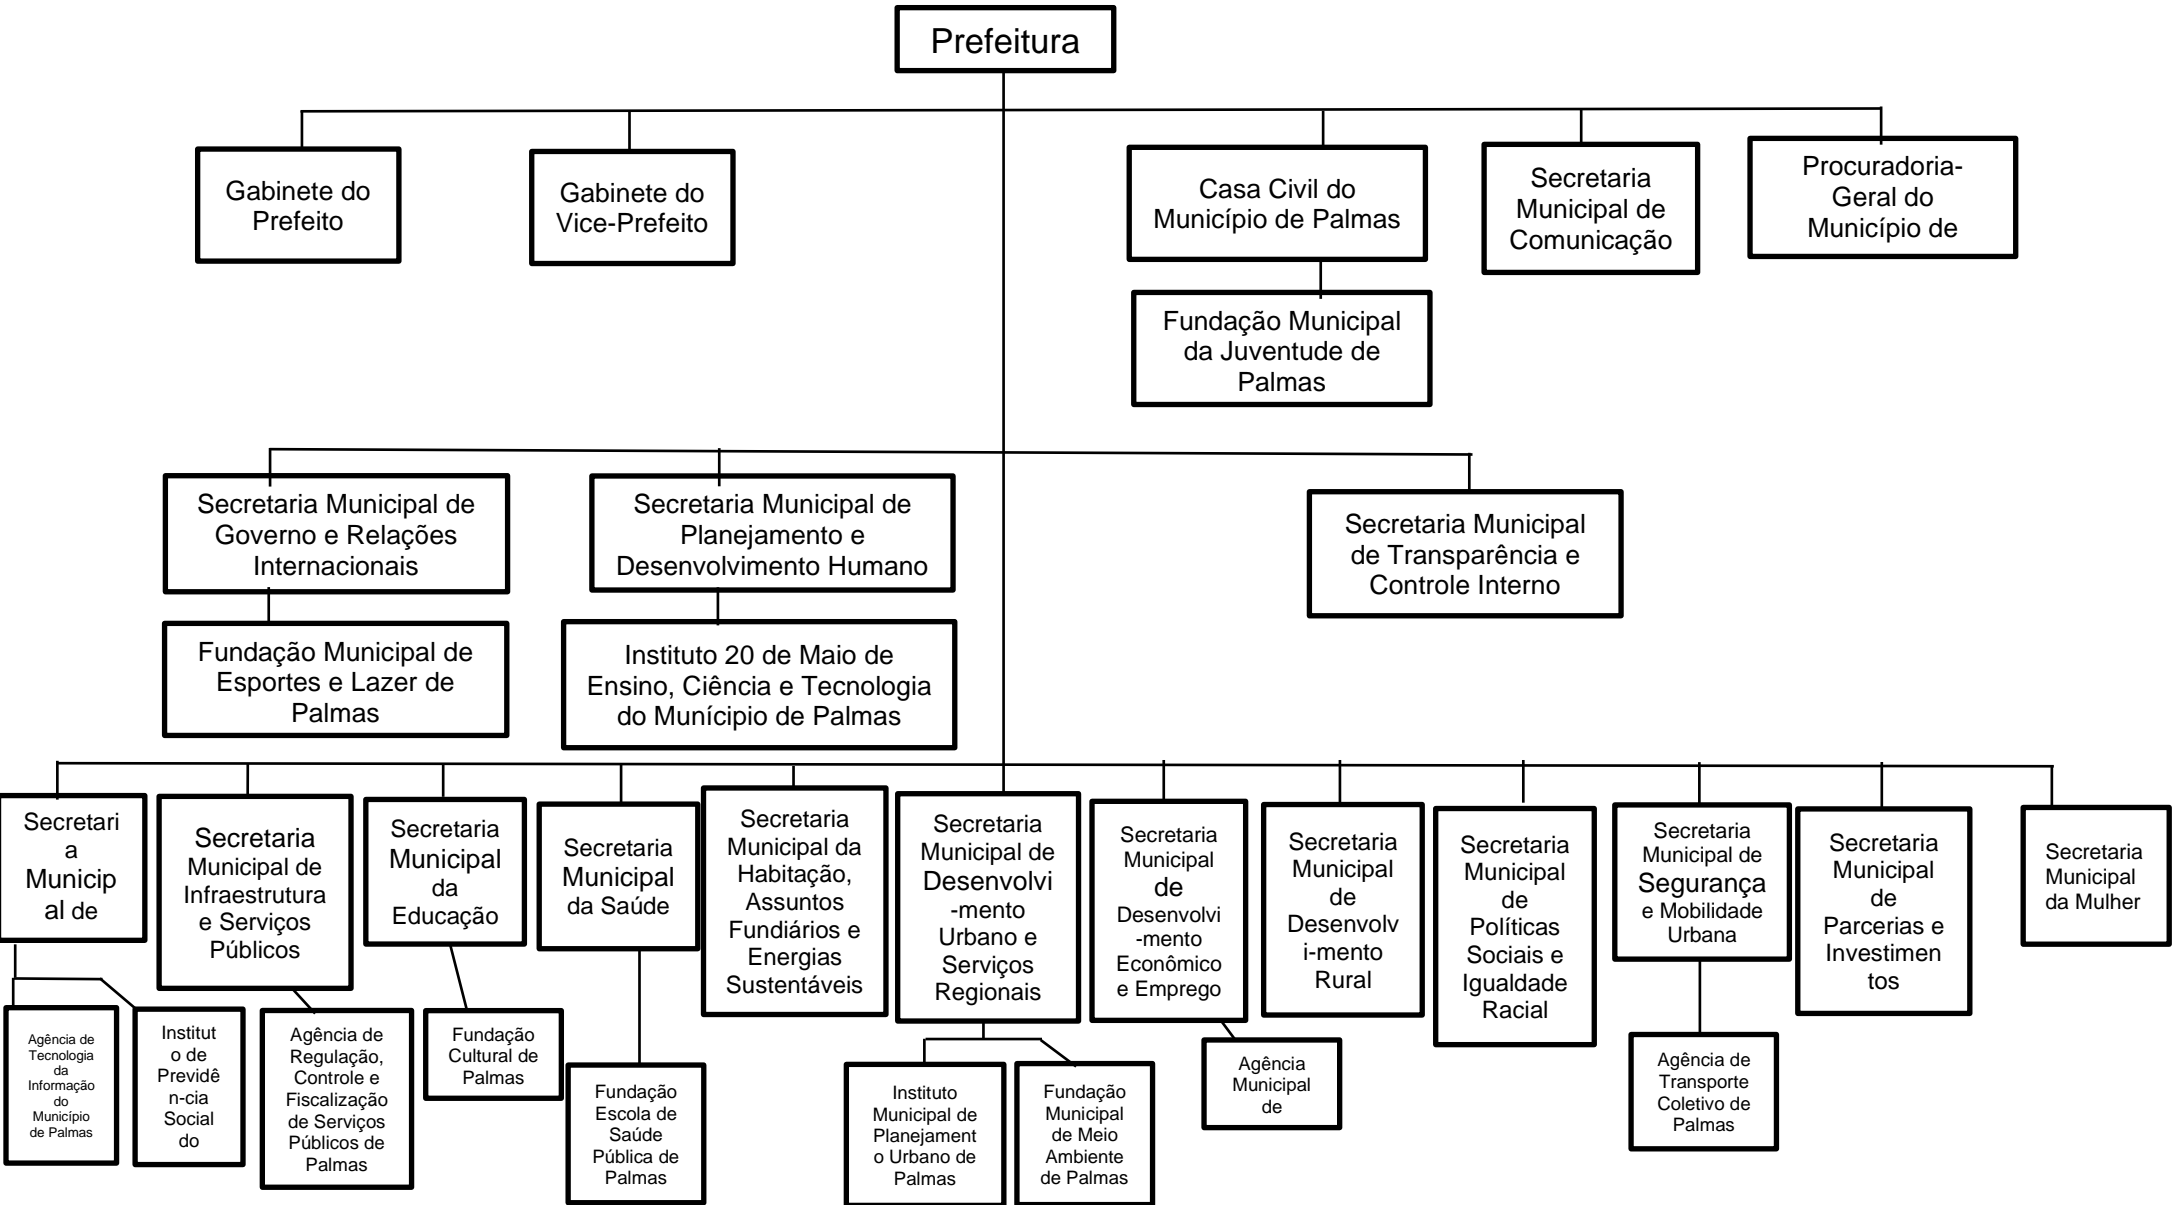 Prefeitura
Gabinete do
Prefeito
Gabinete do
Vice-Prefeito
Casa Civil do
Município de Palmas
Secretaria
Municipal de
Comunicação
Procuradoria-
Geral do
Município de
Fundação Municipal
da Juventude de
Palmas
Secretaria Municipal de
Governo e Relações
Internacionais
Secretaria Municipal de
Planejamento e
Desenvolvimento Humano
Secretaria Municipal
de Transparência e
Controle Interno
Fundação Municipal de
Esportes e Lazer de
Palmas
Instituto 20 de Maio de
Ensino, Ciência e Tecnologia
do Munícipio de Palmas
Secretari
a
Municip
al de
Secretaria
Municipal de
Infraestrutura
e Serviços
Públicos
Secretaria
Municipal
da
Educação
Secretaria
Municipal
da Saúde
Secretaria
Municipal da
Habitação,
Assuntos
Fundiários e
Energias
Sustentáveis
Secretaria
Municipal de
Desenvolvi
-mento
Urbano e
Serviços
Regionais
Secretaria
Municipal
de
Desenvolvi
-mento
Econômico
e Emprego
Secretaria
Municipal
de
Desenvolv
i-mento
Rural
Secretaria
Municipal
de
Políticas
Sociais e
Igualdade
Racial
Secretaria
Municipal de
Segurança
e Mobilidade
Urbana
Secretaria
Municipal
de
Parcerias e
Investimen
tos
Secretaria
Municipal
da Mulher
Agência de
Tecnologia
da
Informação
do
Município
de Palmas
Institut
o de
Previdê
n-cia
Social
do
Agência de
Regulação,
Controle e
Fiscalização
de Serviços
Públicos de
Palmas
Fundação
Cultural de
Palmas
Fundação
Escola de
Saúde
Pública de
Palmas
Instituto
Municipal de
Planejament
o Urbano de
Palmas
Fundação
Municipal
de Meio
Ambiente
de Palmas
Agência
Municipal
de
Agência de
Transporte
Coletivo de
Palmas